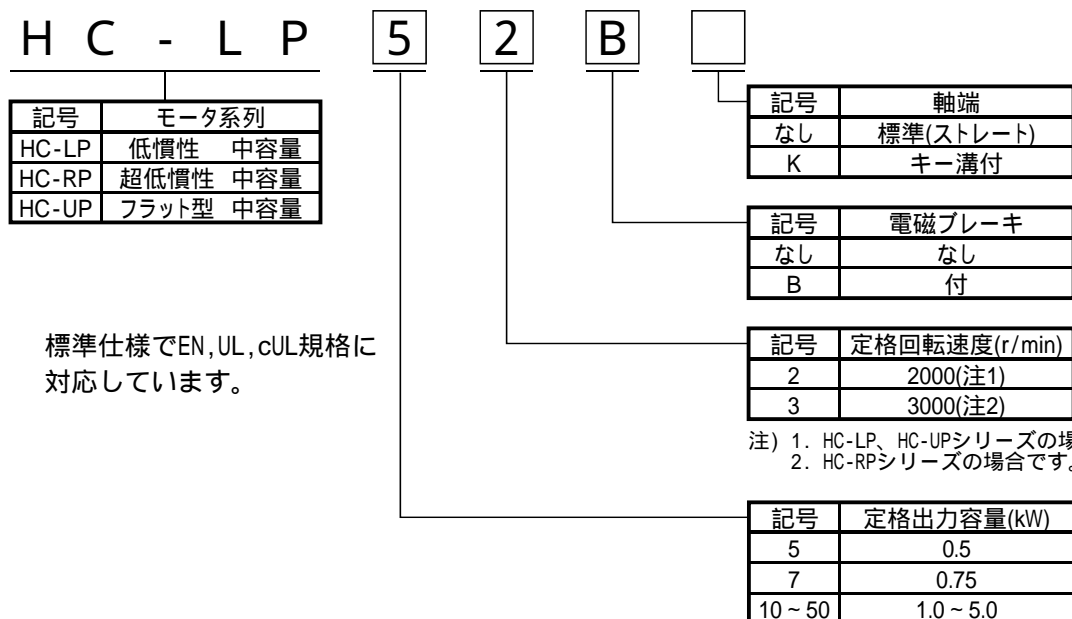 HC-LP 5 2 B
記号 モータ系列
HC-LP 低慣性 中容量
HC-RP 超低慣性 中容量
HC-UP フラット型 中容量
標準仕様でEN,UL,cUL規格に
対応しています。
記号 軸端
なし 標準(ストレート)
K キー溝付
記号 電磁ブレーキ
なし なし
B 付
記号 定格回転速度(r/min)
2 2000(注1)
3 3000(注2)
注) 1. HC-LP、HC-UPシリーズの場
2. HC-RPシリーズの場合です。
記号 定格出力容量(kW)
5 0.5
7 0.75
10~50 1.0~5.0